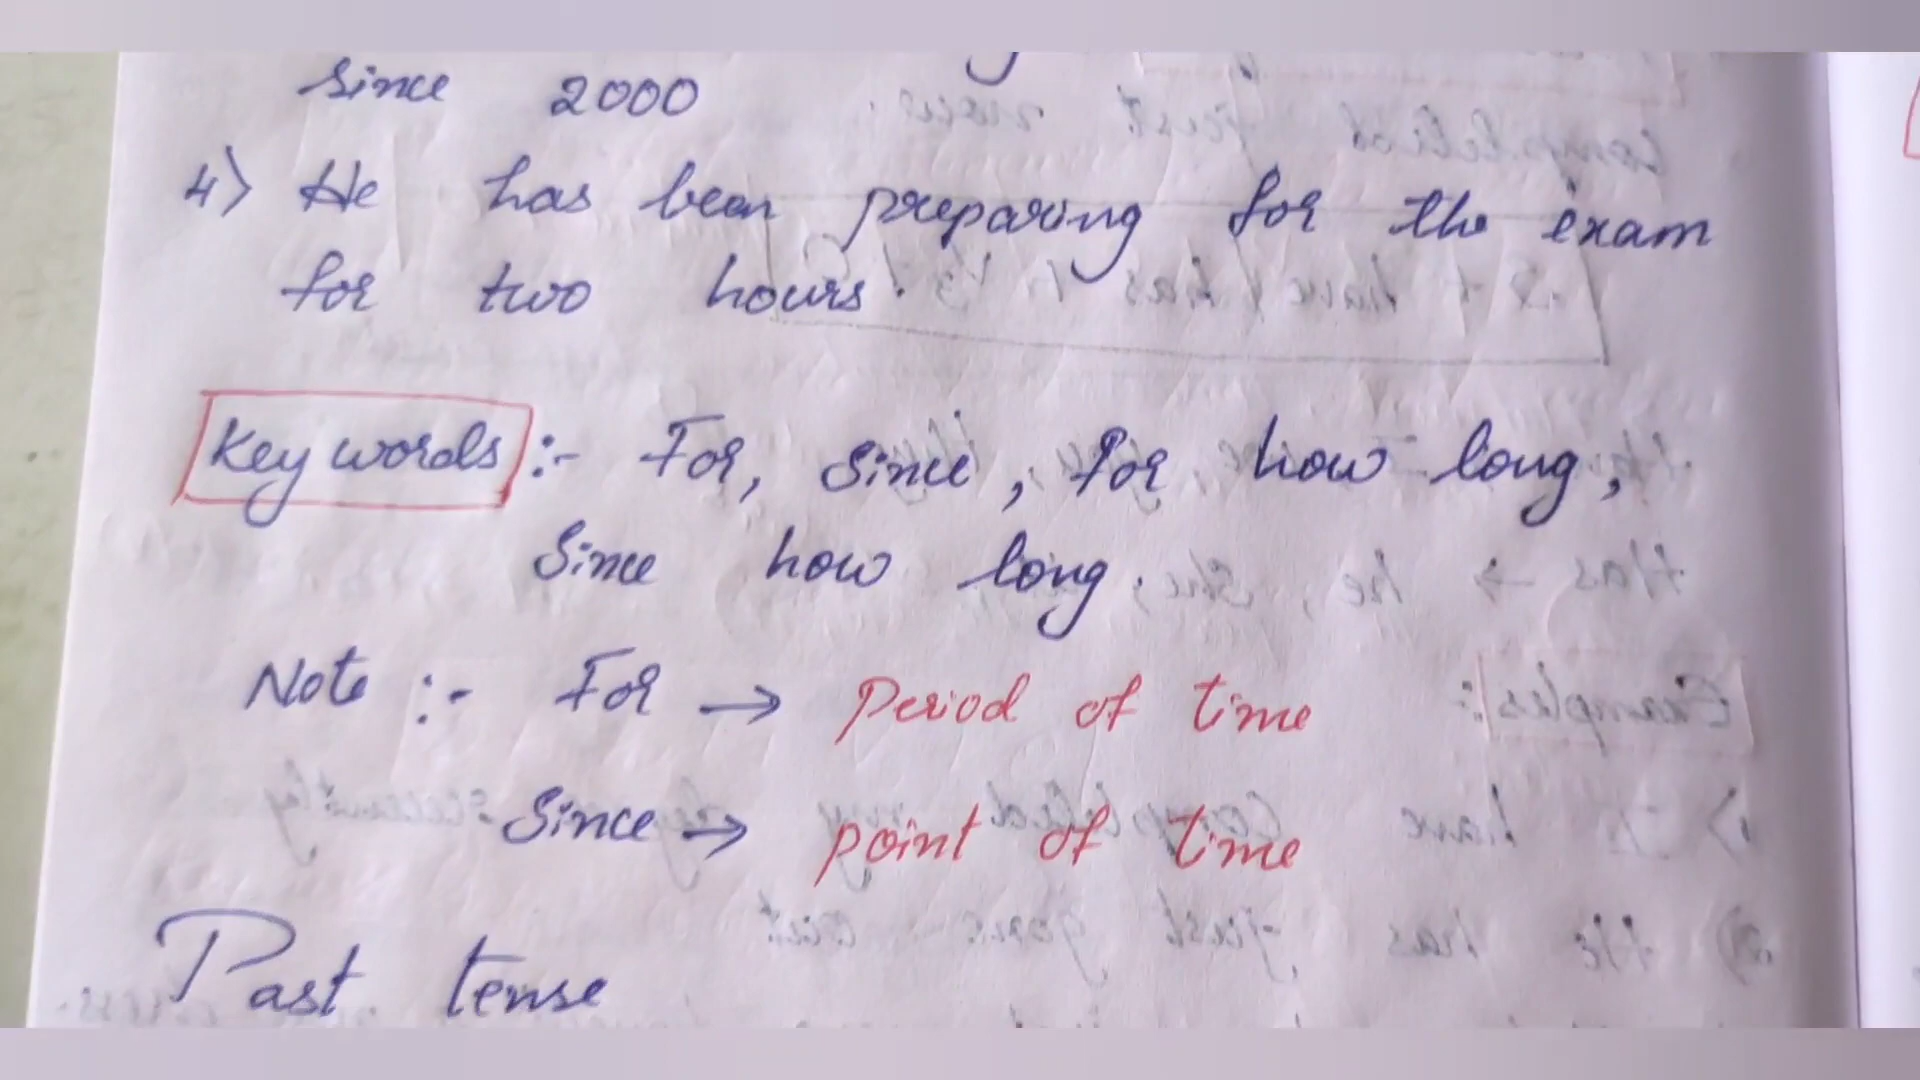 since 2000
4) He has been preparing for the exam
for two hours.
Key words :- For, Since, For how long,
Since how long.
Note :- For → Period of time
Since → point of time
Past tense